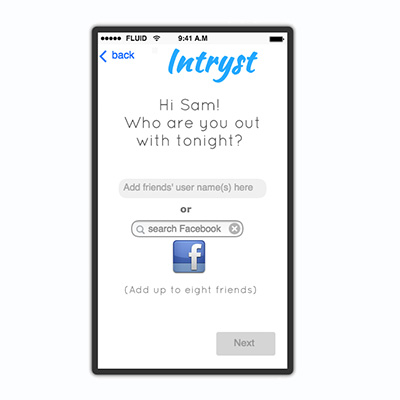 FLUID 9:41 A.M
back
Intryst
Hi Sam!
Who are you out
with tonight?
Add friends' user name(s) here
or
search Facebook
f
(Add up to eight friends)
Next